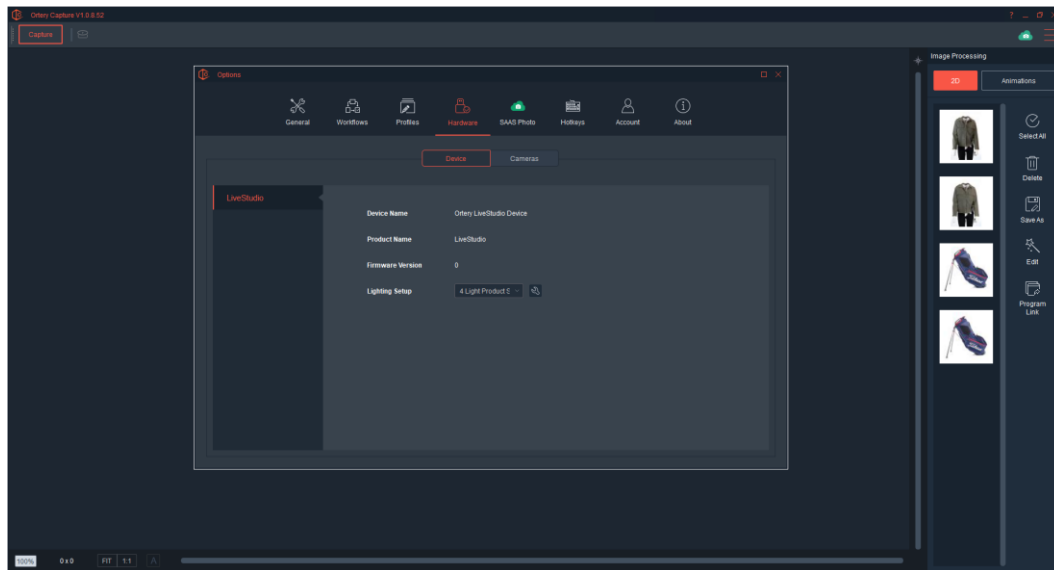 Ortery Capture V1.0.8.52
?
Capture
Image Processing
2D
Animations
Options
General
Workflows
Profiles
Hardware
SAAS Photo
Hotkeys
Account
About
Device
Cameras
LiveStudio
Device Name
Ortery LiveStudio Device
Product Name
LiveStudio
Firmware Version
0
Lighting Setup
4 Light Product S
Select All
Delete
Save As
Edit
Program
Link
100%
0 x 0
FIT
1:1